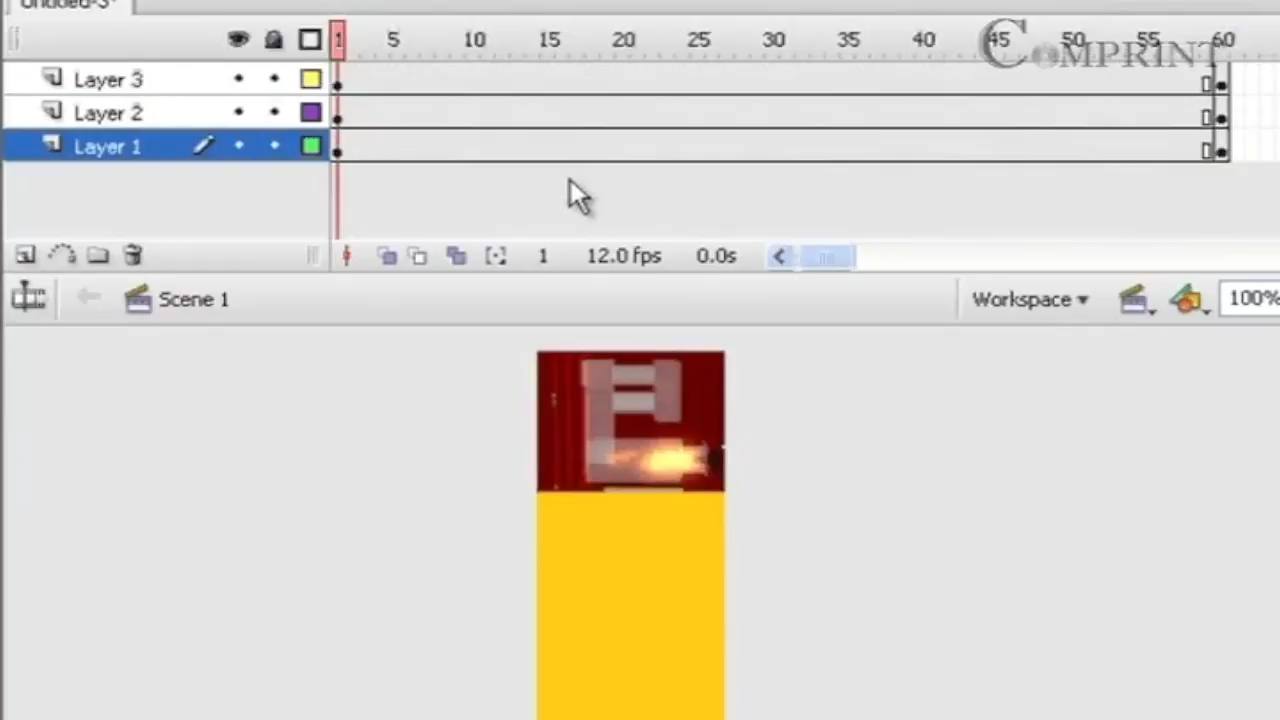 Untitled-3*
1 5 10 15 20 25 30 35 40 45 50 55 60
COMPRINT
Layer 3
Layer 2
Layer 1
1 12.0 fps 0.0s
Scene 1 Workspace 100%